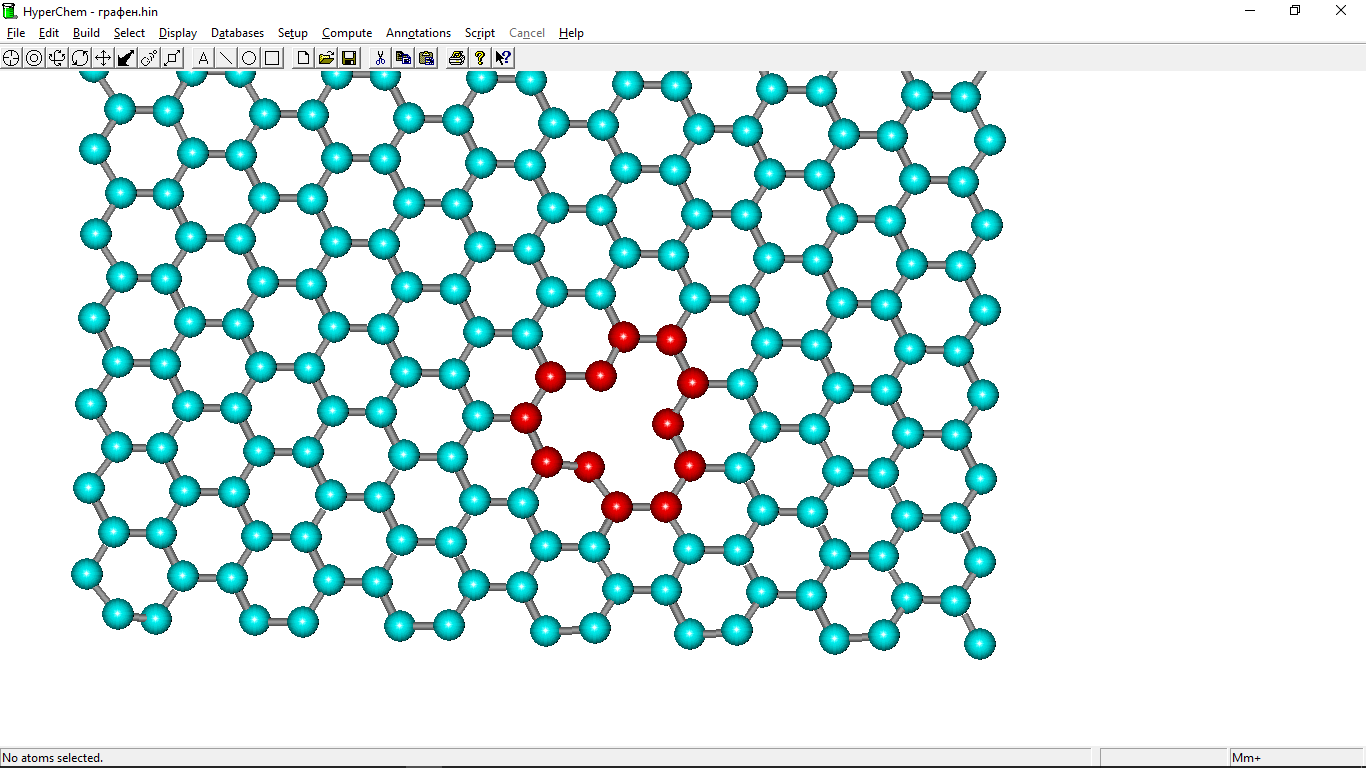 HyperChem - графен.hin
File Edit Build Select Display Databases Setup Compute Annotations Script Cancel Help
A
No atoms selected.
Mm+